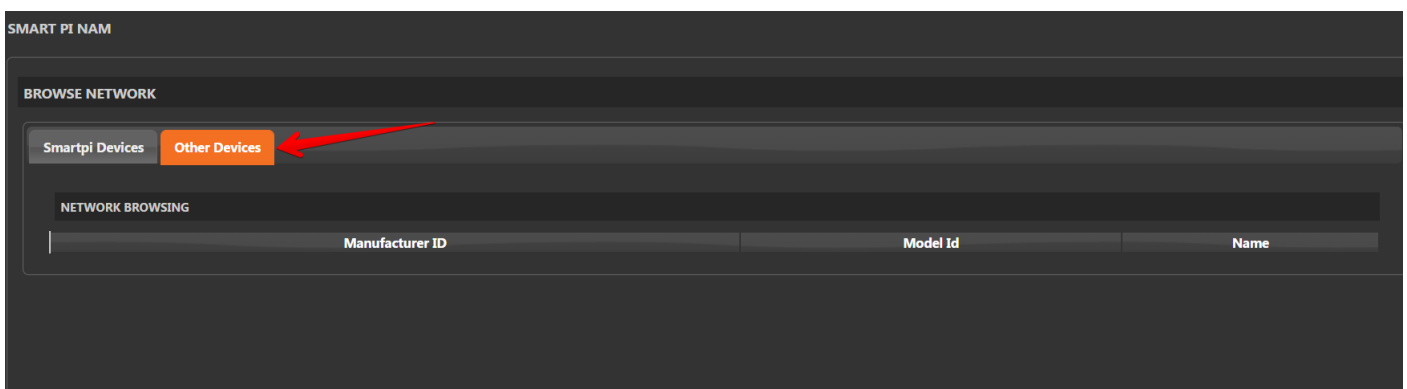 SMART PI NAM
BROWSE NETWORK
Smartpi Devices Other Devices
NETWORK BROWSING
Manufacturer ID Model Id Name